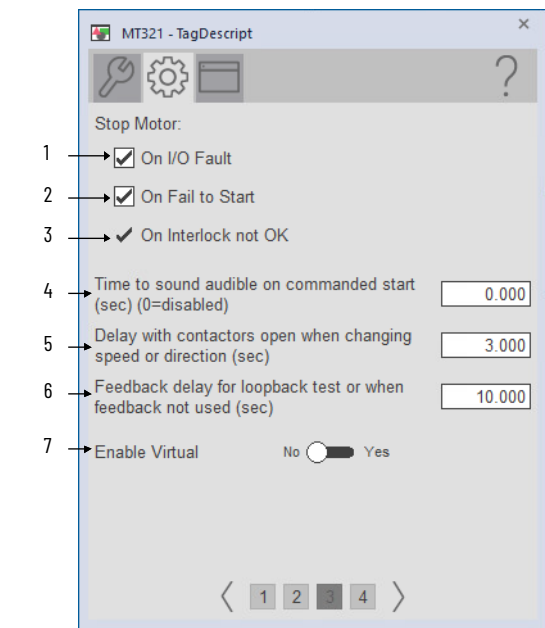 MT321 - TagDescript
×
?
Stop Motor:
1 On I/O Fault
2 On Fail to Start
3 On Interlock not OK
4 Time to sound audible on commanded start
(sec) (0=disabled) 0.000
5 Delay with contactors open when changing
speed or direction (sec) 3.000
6 Feedback delay for loopback test or when
feedback not used (sec) 10.000
7 Enable Virtual No Yes
1 2 3 4